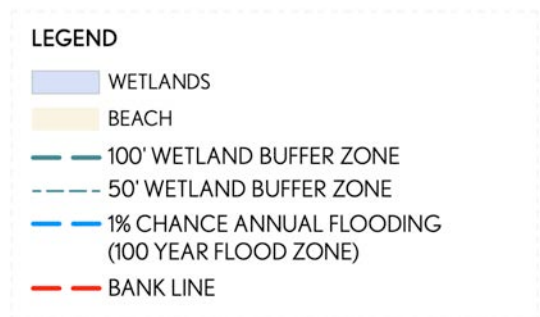 LEGEND
WETLANDS
BEACH
100' WETLAND BUFFER ZONE
50' WETLAND BUFFER ZONE
1% CHANCE ANNUAL FLOODING
(100 YEAR FLOOD ZONE)
BANK LINE